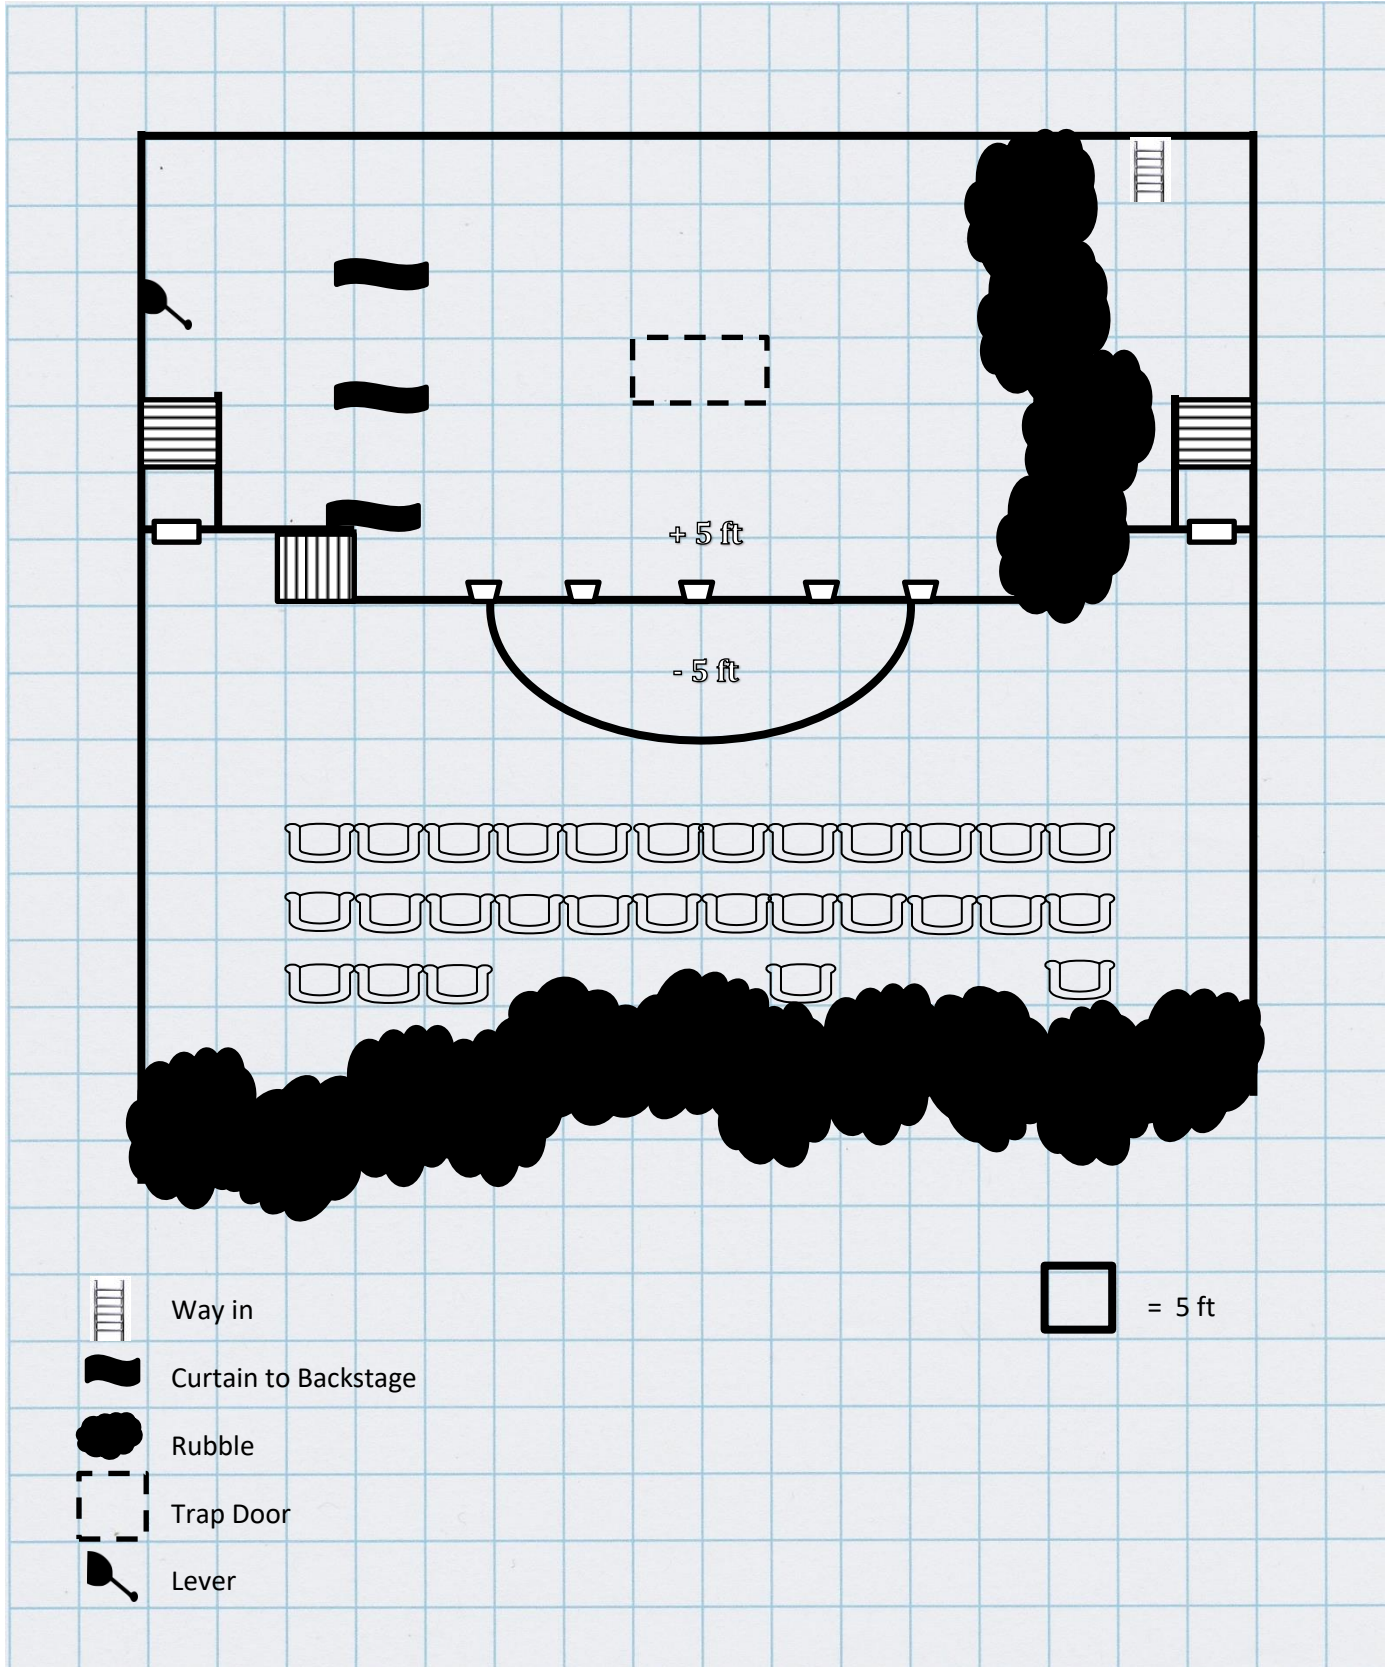 + 5 ft
- 5 ft
= 5 ft
Way in
Curtain to Backstage
Rubble
Trap Door
Lever